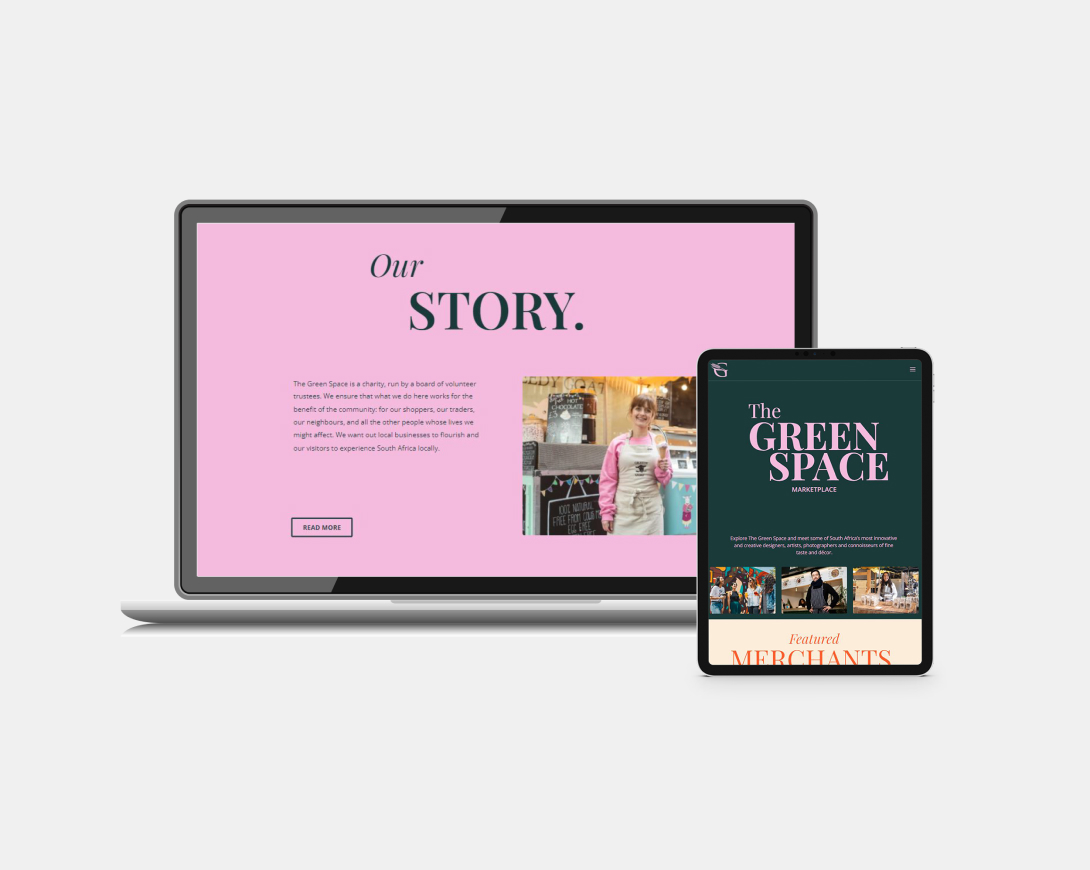 Our
STORY.
The Green Space is a charity, run by a board of volunteer
trustees. We ensure that what we do here works for the
benefit of the community: for our shoppers, our traders,
our neighbours, and all the other people whose lives we
might affect. We want out local businesses to flourish and
our visitors to experience South Africa locally.
READ MORE
EDY GOAT
HOT
CHOCOLATE
100% NATURAL
FREE FROM
EGG FREE
G
The
GREEN
SPACE
MARKETPLACE
Explore The Green Space and meet some of South Africa's most innovative
and creative designers, artists, photographers and connoisseurs of fine
taste and décor.
Featured
MERCHANTS